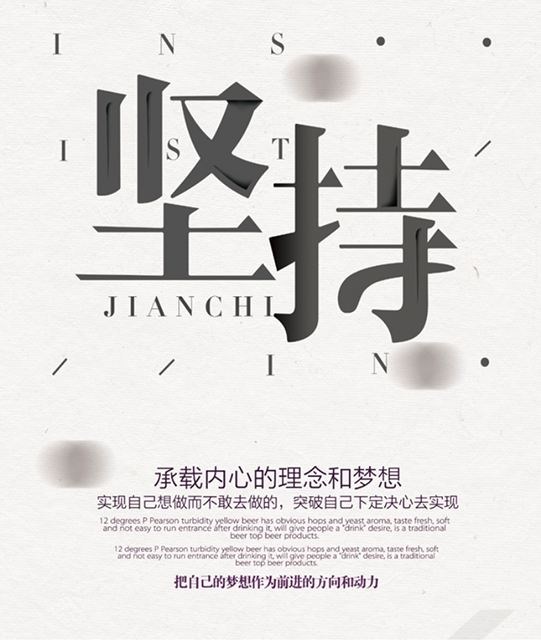 I N S
坚持
I S T
JIANCHI
I N
承载内心的理念和梦想
实现自己想做而不敢去做的，突破自己下定决心去实现
12 degrees P Pearson turbidity yellow beer has obvious hops and yeast aroma, taste fresh, soft
and not easy to run entrance after drinking it, will give people a "drink" desire, is a traditional
beer top beer products.
12 degrees P Pearson turbidity yellow beer has obvious hops and yeast aroma, taste fresh, soft
and not easy to run entrance after drinking it, will give people a "drink" desire, is a traditional
beer top beer products.
把自己的梦想作为前进的方向和动力